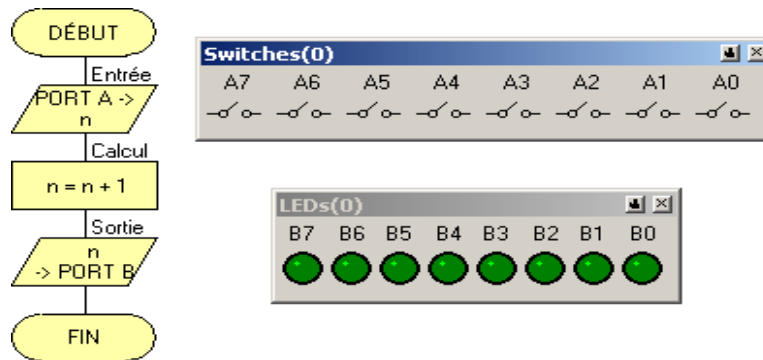 DÉBUT
Entrée
PORT A ->
n
Calcul
n = n + 1
Sortie
n
-> PORT B
FIN
Switches(0)
A7 A6 A5 A4 A3 A2 A1 A0
LEDs(0)
B7 B6 B5 B4 B3 B2 B1 B0